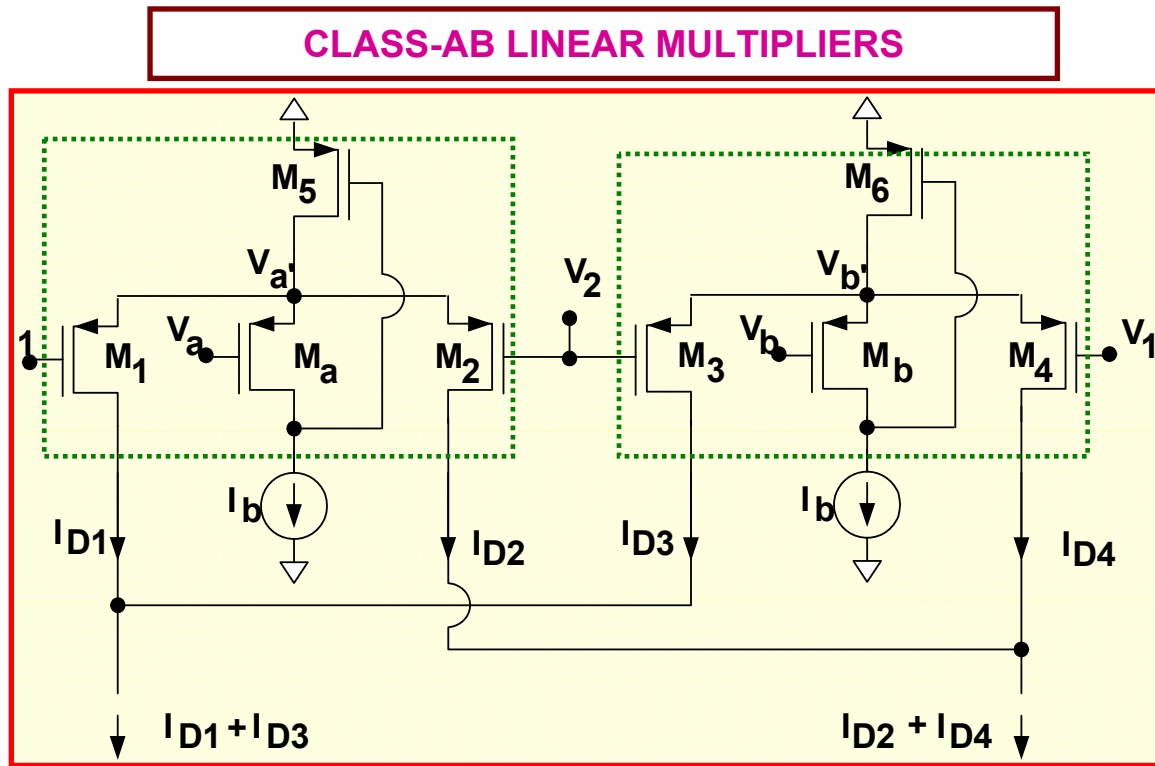 CLASS-AB LINEAR MULTIPLIERS
M5
M6
Va'
V2
Vb'
1
M1
Va
Ma
M2
M3
Vb
Mb
M4
V1
Ib
Ib
ID1
ID2
ID3
ID4
ID1 + ID3
ID2 + ID4